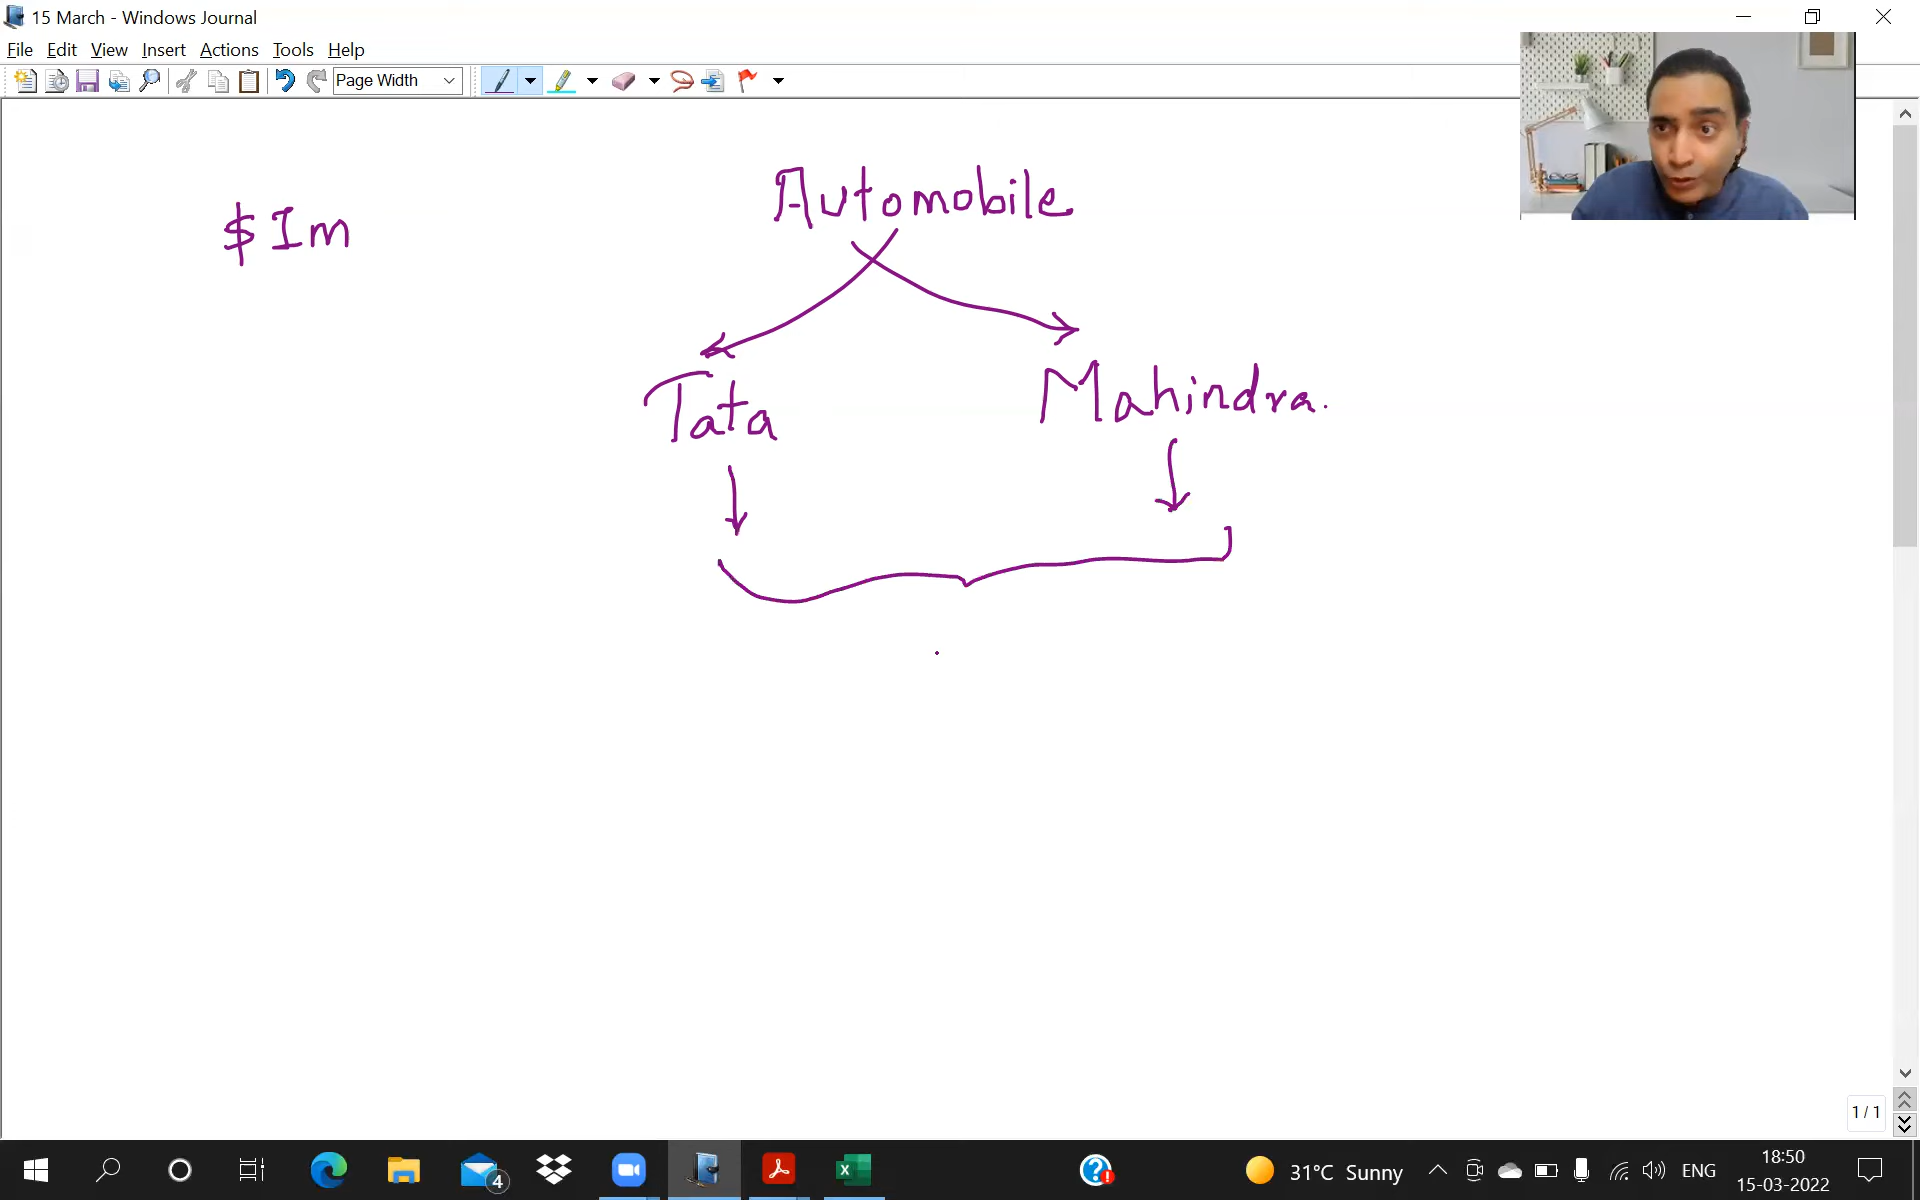 15 March - Windows Journal
File Edit View Insert Actions Tools Help
Page Width
Automobile
$ Im
Tata
Mahindra.
1 / 1
4
31°C Sunny
ENG
18:50
15-03-2022